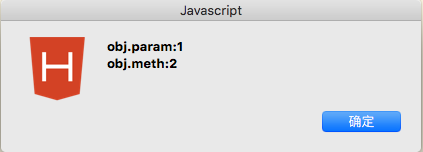 Javascript
H
obj.param:1
obj.meth:2
确定